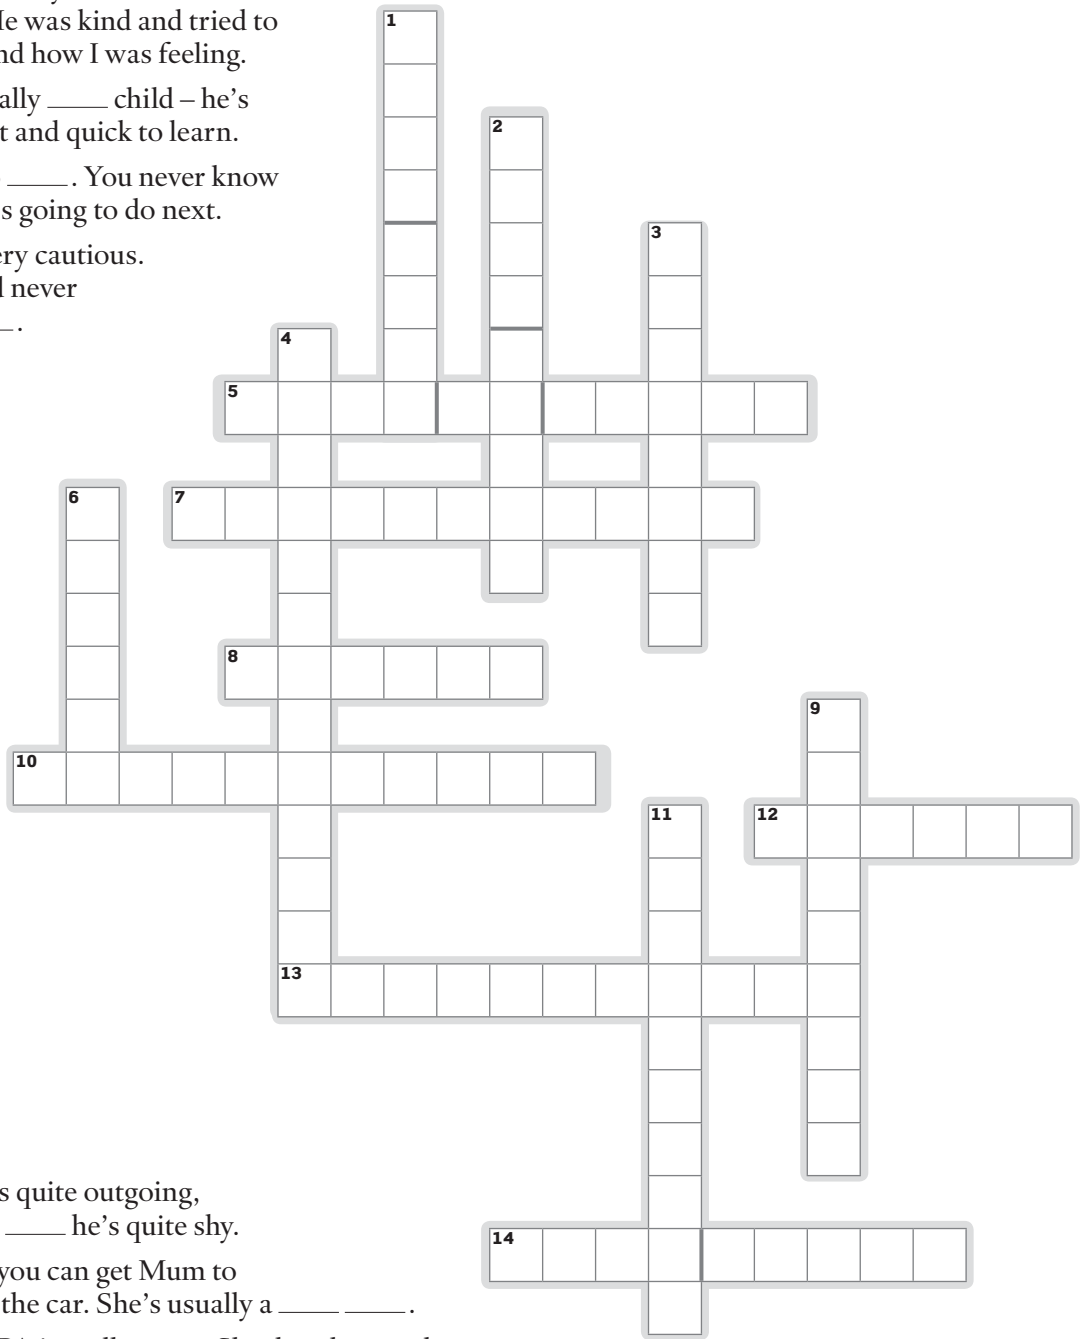 He was kind and tried to
nd how I was feeling.
ally ____ child – he's
t and quick to learn.
____. You never know
s going to do next.
ery cautious.
d never
_.
1
2
3
4
5
6
7
8
9
10
11
12
13
14
s quite outgoing,
____ he's quite shy.
you can get Mum to
the car. She's usually a ____ ____.